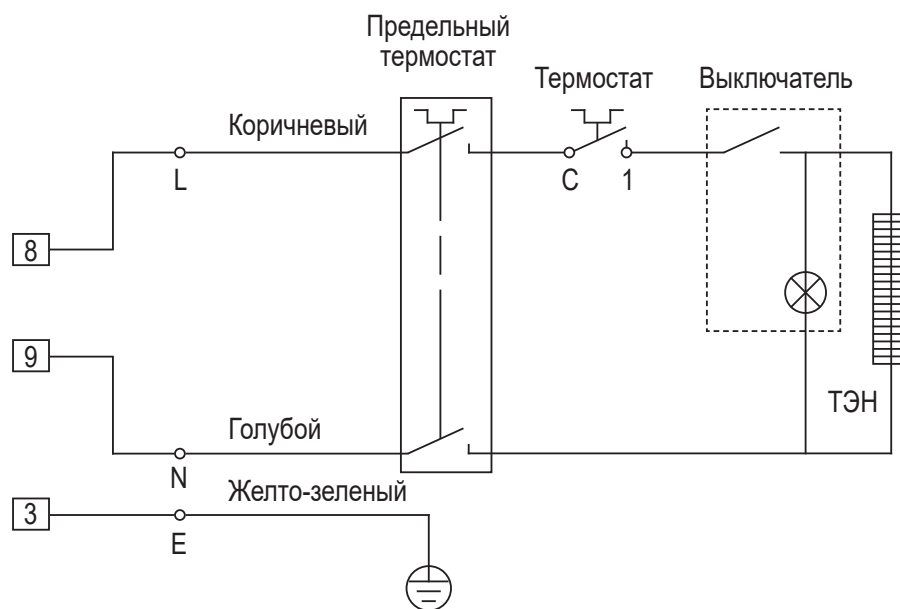 Предельный
термостат
Термостат
Выключатель
Коричневый
L
C
1
8
9
ТЭН
Голубой
N
Желто-зеленый
3
E